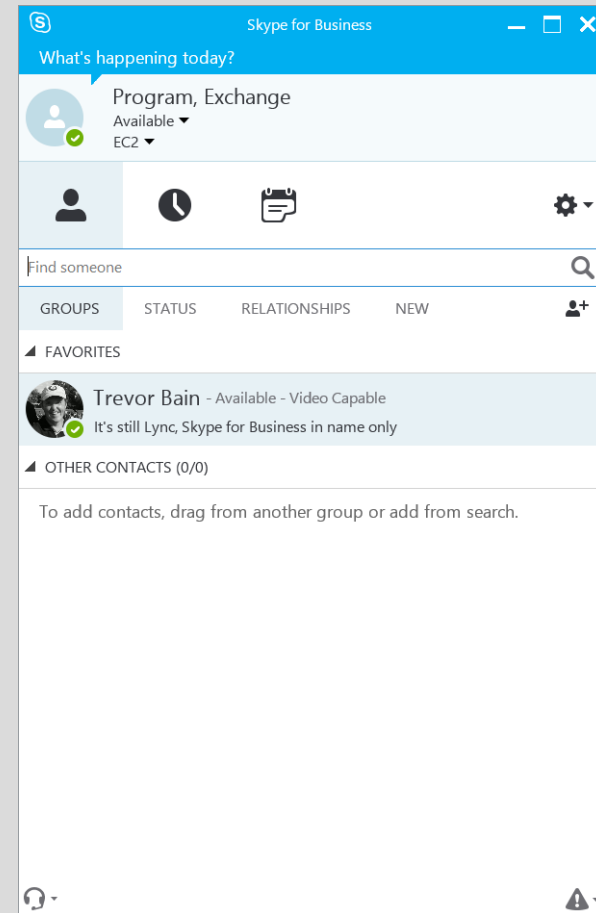 Skype for Business
What's happening today?
Program, Exchange
Available
EC2
Find someone
GROUPS STATUS RELATIONSHIPS NEW
FAVORITES
Trevor Bain - Available - Video Capable
It's still Lync, Skype for Business in name only
OTHER CONTACTS (0/0)
To add contacts, drag from another group or add from search.